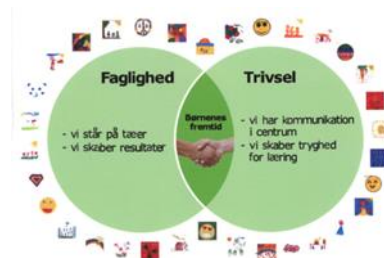 Faglighed
- vi står på tæer
- vi skaber resultater
Børnenes
fremtid
Trivsel
- vi har kommunikation
i centrum
- vi skaber tryghed
for læring